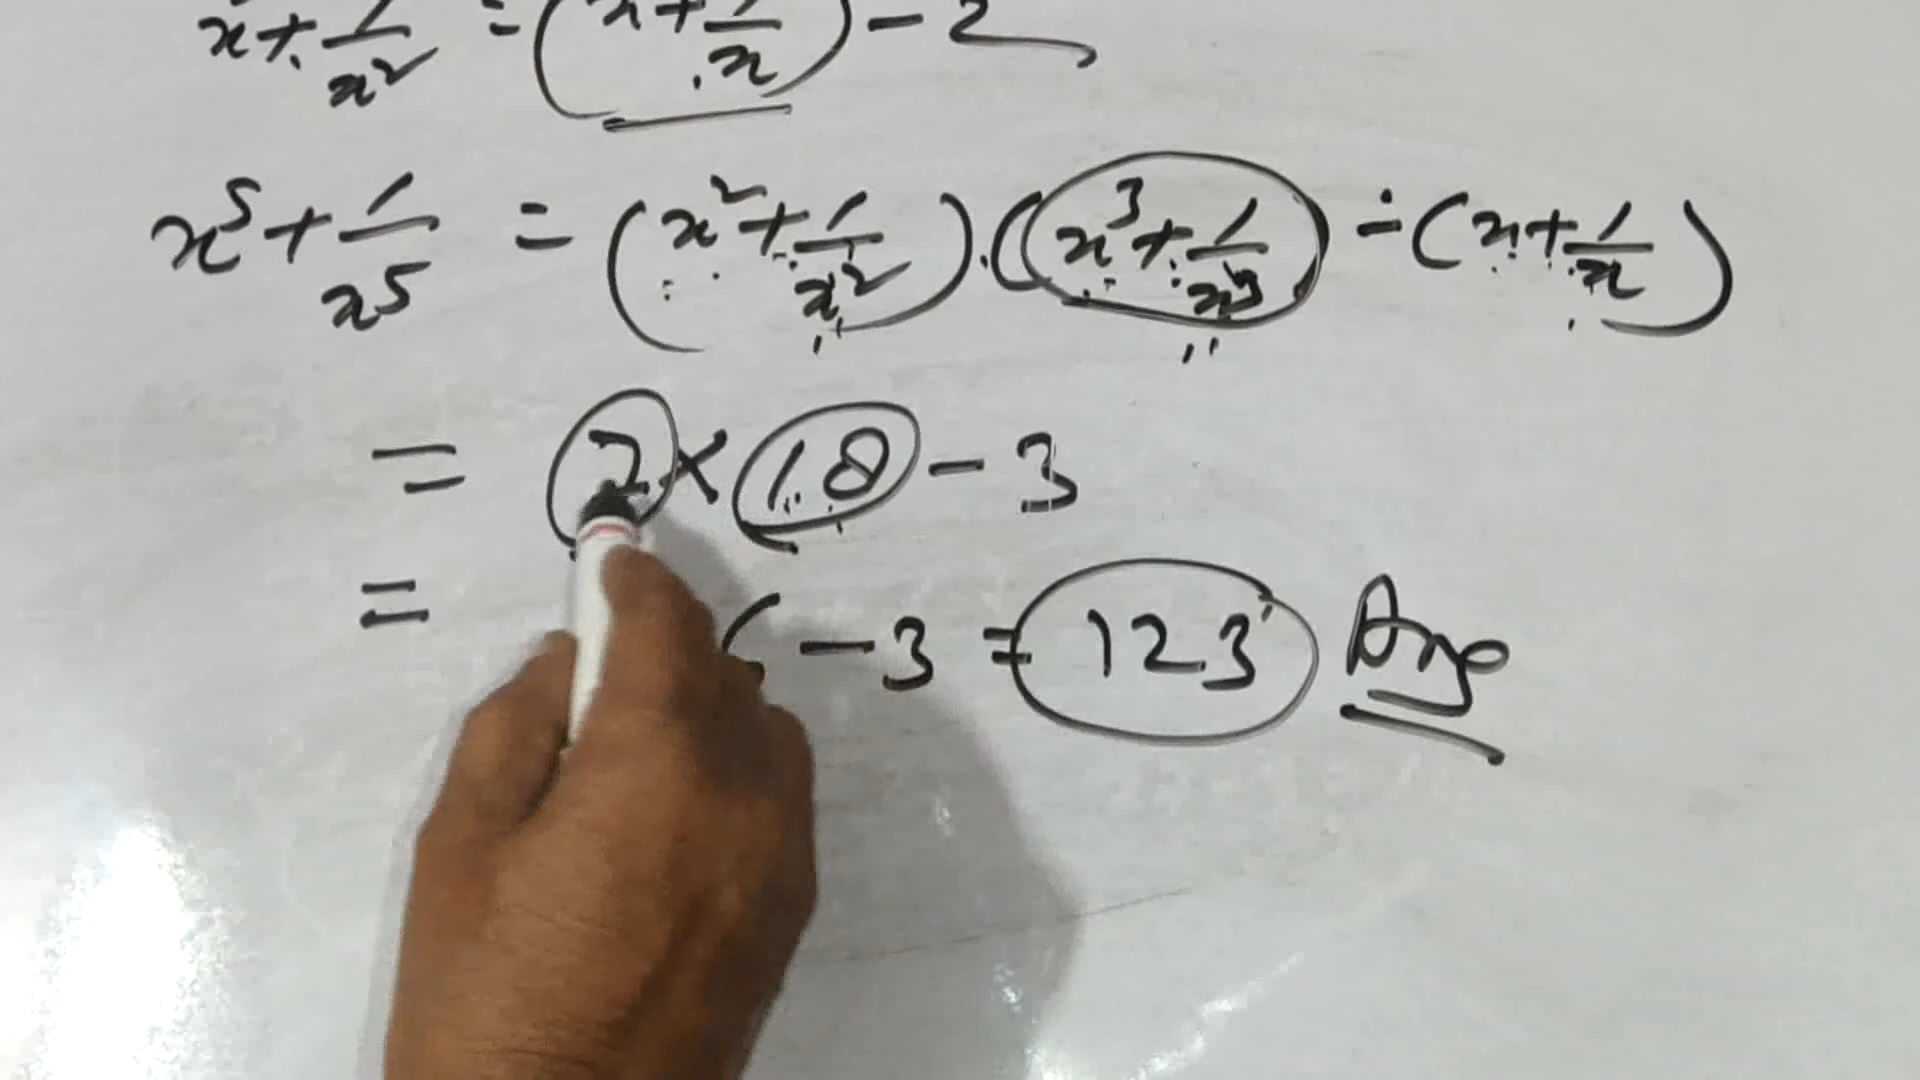 x² + 1/x² = (x + 1/x) - 2
x⁵ + 1/x⁵ = (x² + 1/x²).(x³ + 1/x³) - (x + 1/x)
= 7 × 18 - 3
= - 3 = 123 Ans